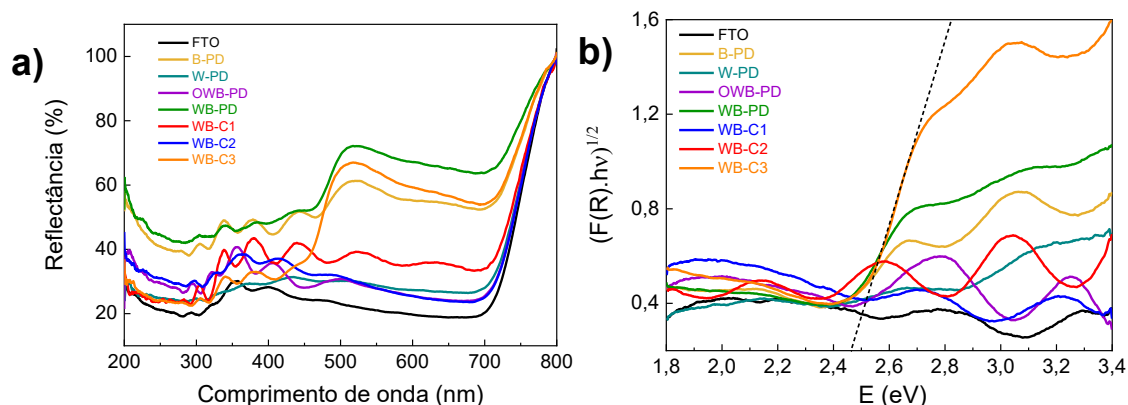 a)
FTO
B-PD
W-PD
OWB-PD
WB-PD
WB-C1
WB-C2
WB-C3
Reflectância (%)
100
80
60
40
20
200 300 400 500 600 700 800
Comprimento de onda (nm)
b)
FTO
B-PD
W-PD
OWB-PD
WB-PD
WB-C1
WB-C2
WB-C3
(F(R).hν)^{1/2}
1,6
1,2
0,8
0,4
1,8 2,0 2,2 2,4 2,6 2,8 3,0 3,2 3,4
E (eV)